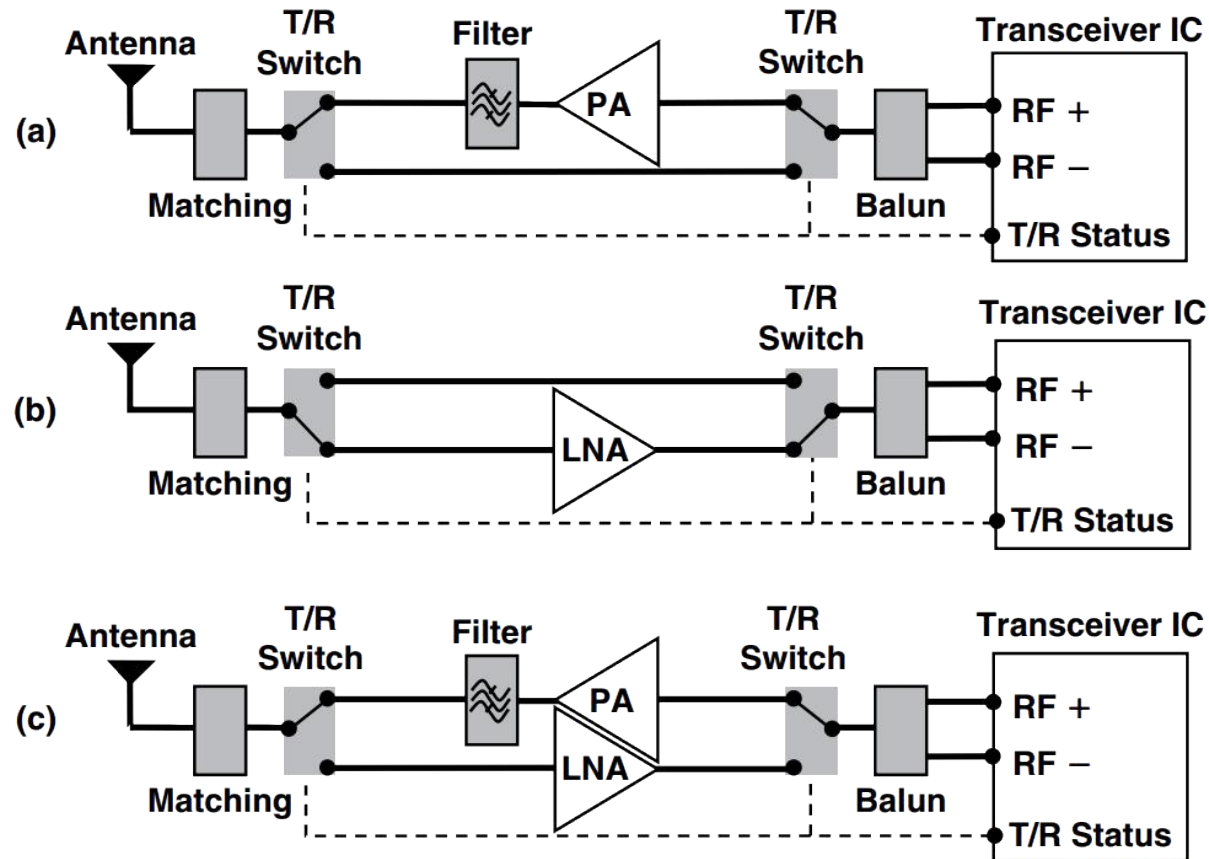 (a)
Antenna
T/R
Switch
Filter
PA
T/R
Switch
Transceiver IC
RF +
RF −
T/R Status
Matching
Balun
(b)
Antenna
T/R
Switch
T/R
Switch
Transceiver IC
RF +
RF −
T/R Status
LNA
Matching
Balun
(c)
Antenna
T/R
Switch
Filter
PA
LNA
T/R
Switch
Transceiver IC
RF +
RF −
T/R Status
Matching
Balun